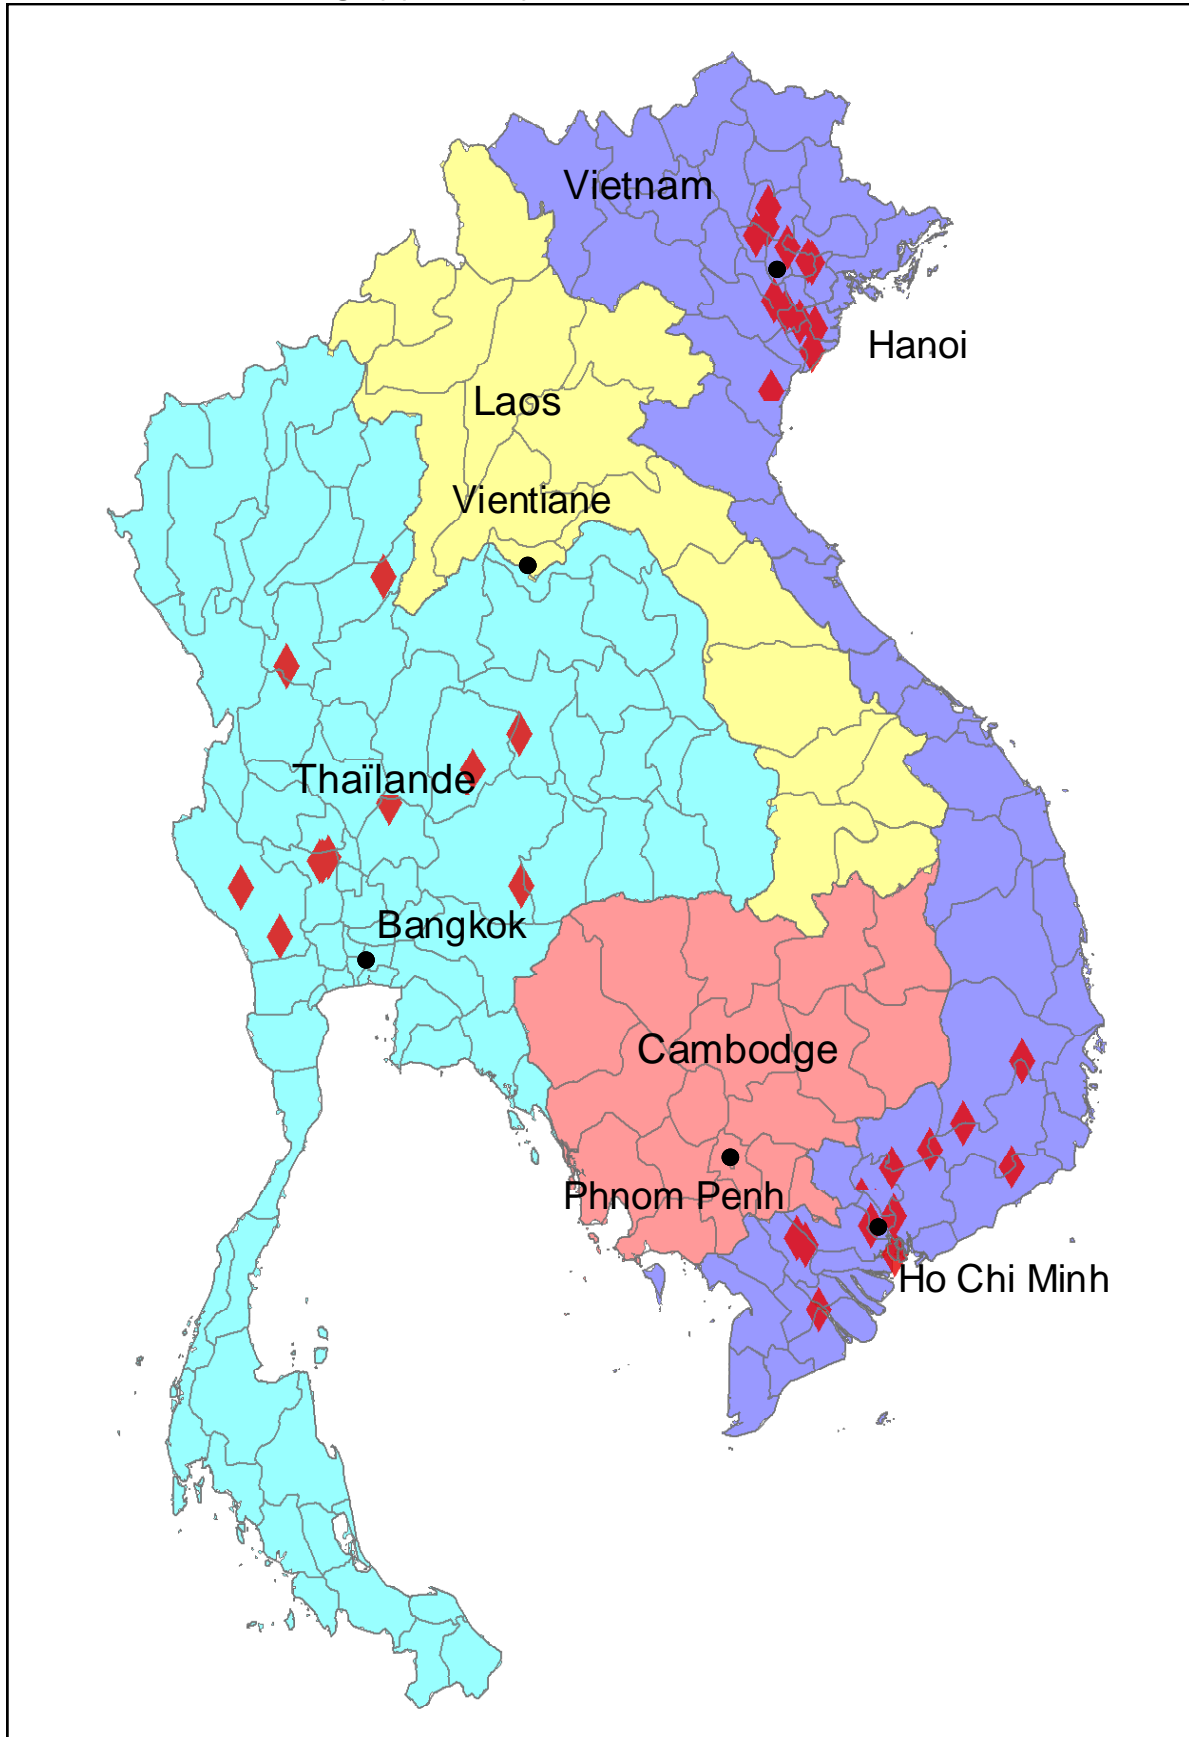 Vietnam
Hanoi
Laos
Vientiane
Thaïlande
Bangkok
Cambodge
Phnom Penh
Ho Chi Minh